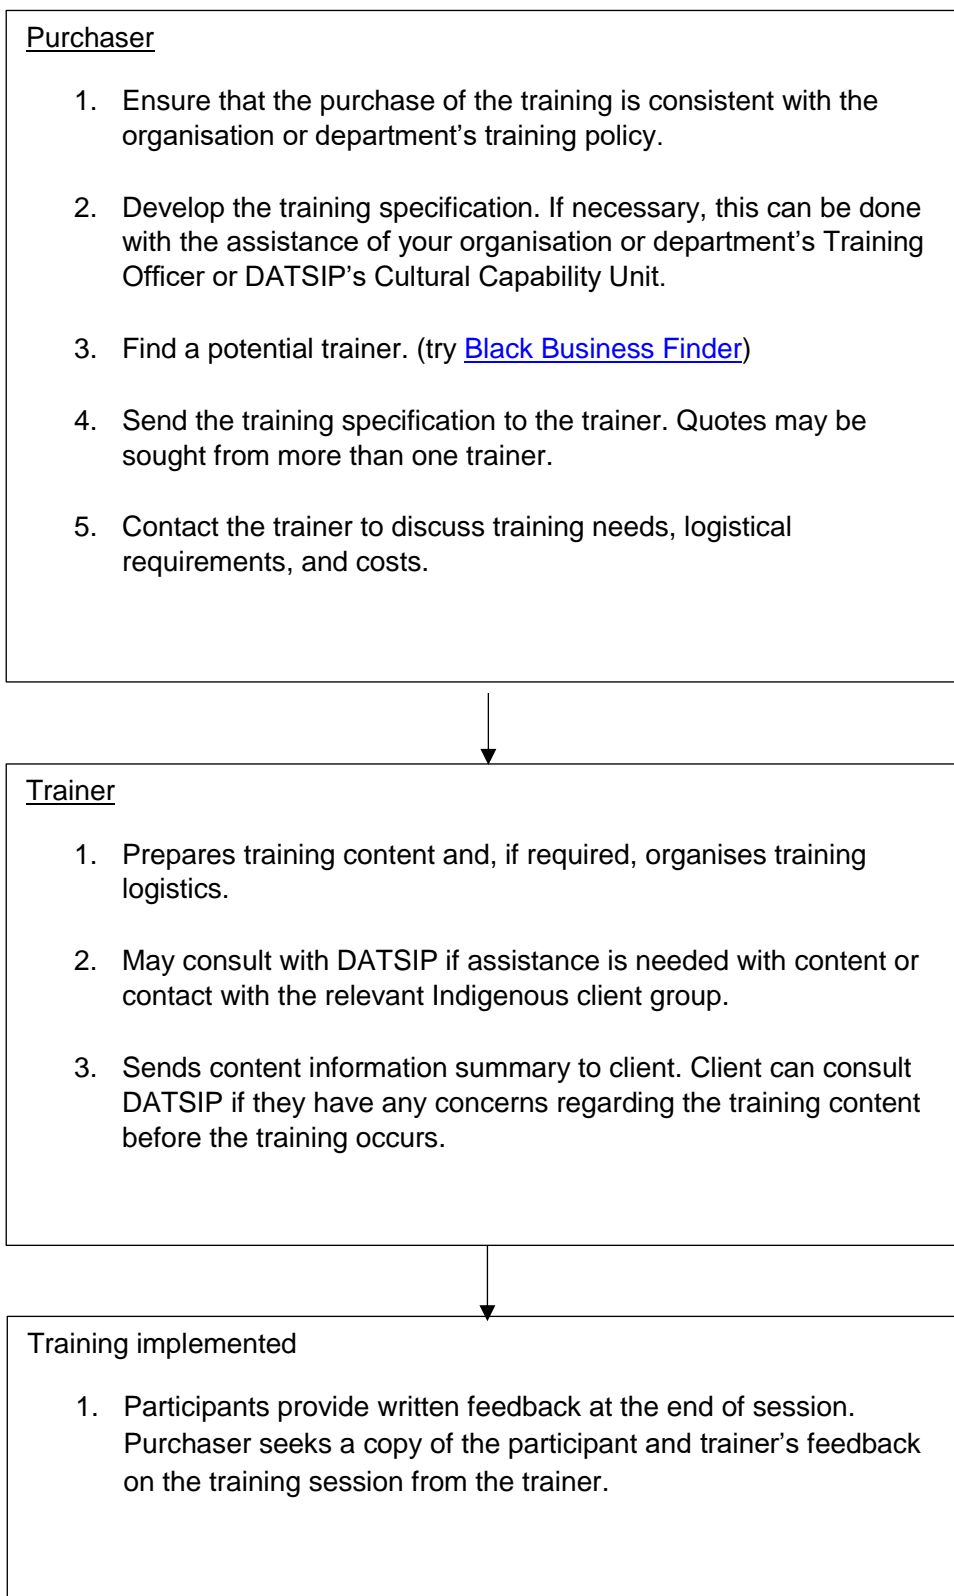 Purchaser
1. Ensure that the purchase of the training is consistent with the
organisation or department’s training policy.
2. Develop the training specification. If necessary, this can be done
with the assistance of your organisation or department’s Training
Officer or DATSIP’s Cultural Capability Unit.
3. Find a potential trainer. (try Black Business Finder)
4. Send the training specification to the trainer. Quotes may be
sought from more than one trainer.
5. Contact the trainer to discuss training needs, logistical
requirements, and costs.
Trainer
1. Prepares training content and, if required, organises training
logistics.
2. May consult with DATSIP if assistance is needed with content or
contact with the relevant Indigenous client group.
3. Sends content information summary to client. Client can consult
DATSIP if they have any concerns regarding the training content
before the training occurs.
Training implemented
1. Participants provide written feedback at the end of session.
Purchaser seeks a copy of the participant and trainer’s feedback
on the training session from the trainer.